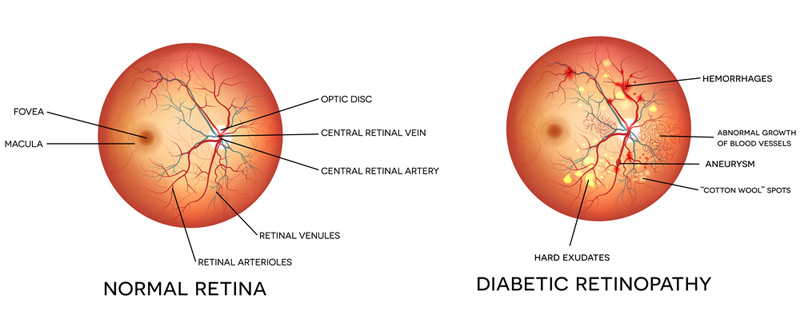 FOVEA
MACULA
OPTIC DISC
CENTRAL RETINAL VEIN
CENTRAL RETINAL ARTERY
RETINAL VENULES
RETINAL ARTERIOLES
NORMAL RETINA
HEMORRHAGES
ABNORMAL GROWTH
OF BLOOD VESSELS
ANEURYSM
"COTTON WOOL" SPOTS
HARD EXUDATES
DIABETIC RETINOPATHY